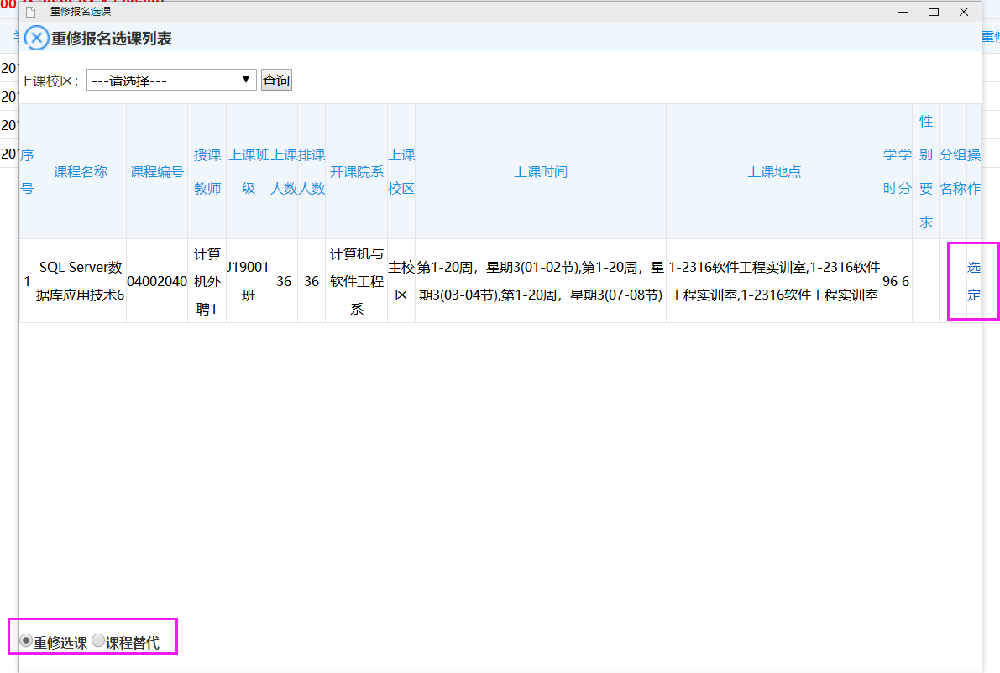 00
重修报名选课
重修报名选课列表
上课校区：
---请选择---
查询
201
201
201
201
序号
课程名称
课程编号
授课教师
上课班级
上课人数
排课人数
开课院系
上课校区
上课时间
上课地点
学时
学分
性别要求
分组名称
操作
1
SQL Server数
据库应用技术6
04002040
计算
机外
聘1
J19001
班
36
36
计算机与
软件工程
系
主校
区
第1-20周，星期3(01-02节),第1-20周，星
期3(03-04节),第1-20周，星期3(07-08节)
1-2316软件工程实训室,1-2316软件
工程实训室,1-2316软件工程实训室
96
6
选
定
重修选课 课程替代